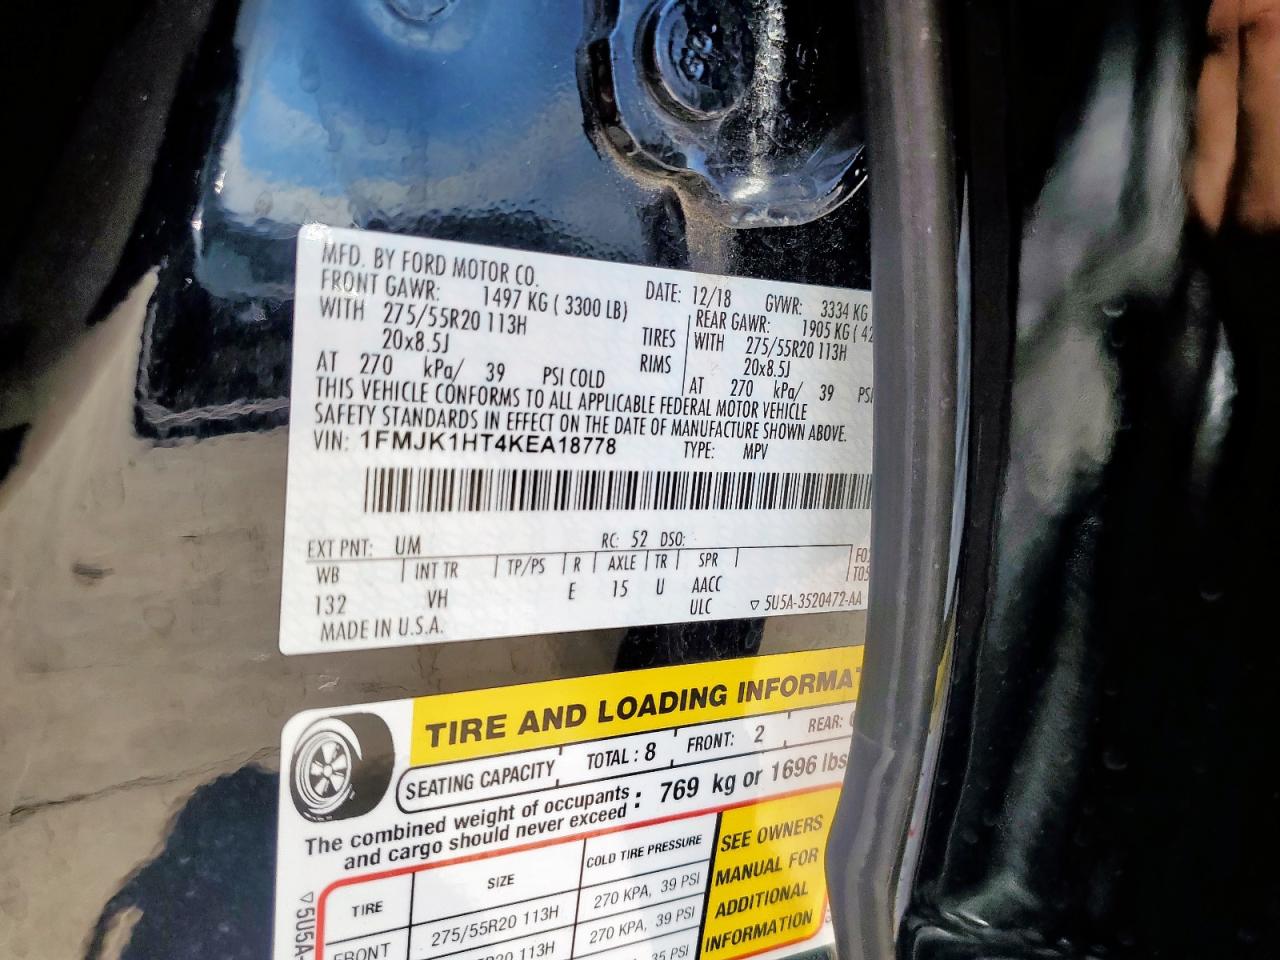 MFD. BY FORD MOTOR CO.
DATE: 12/18 GVWR: 3334 KG
FRONT GAWR: 1497 KG ( 3300 LB) REAR GAWR: 1905 KG ( 42
WITH 275/55R20 113H TIRES WITH 275/55R20 113H
20x8.5J RIMS 20x8.5J
AT 270 kPa/ 39 PSI COLD AT 270 kPa/ 39 PSI
THIS VEHICLE CONFORMS TO ALL APPLICABLE FEDERAL MOTOR VEHICLE
SAFETY STANDARDS IN EFFECT ON THE DATE OF MANUFACTURE SHOWN ABOVE.
VIN: 1FMJK1HT4KEA18778 TYPE: MPV
EXT PNT: UM RC: 52 DSO:
WB INT TR TP/PS R AXLE TR SPR
132 VH E 15 U AACC
ULC ▽ 5U5A-3520472-AA
MADE IN U.S.A.
TIRE AND LOADING INFORMA
SEATING CAPACITY TOTAL : 8 FRONT: 2 REAR:
The combined weight of occupants
and cargo should never exceed : 769 kg or 1696 lbs
TIRE SIZE COLD TIRE PRESSURE
FRONT 275/55R20 113H 270 KPA, 39 PSI
113H 270 KPA, 39 PSI
35 PSI
SEE OWNERS
MANUAL FOR
ADDITIONAL
INFORMATION
▽5U5A-